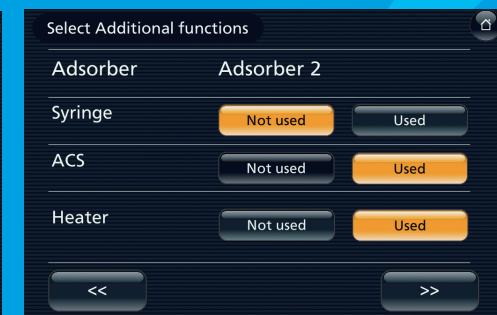 Select Additional functions
Adsorber Adsorber 2
Syringe Not used Used
ACS Not used Used
Heater Not used Used
<< >>